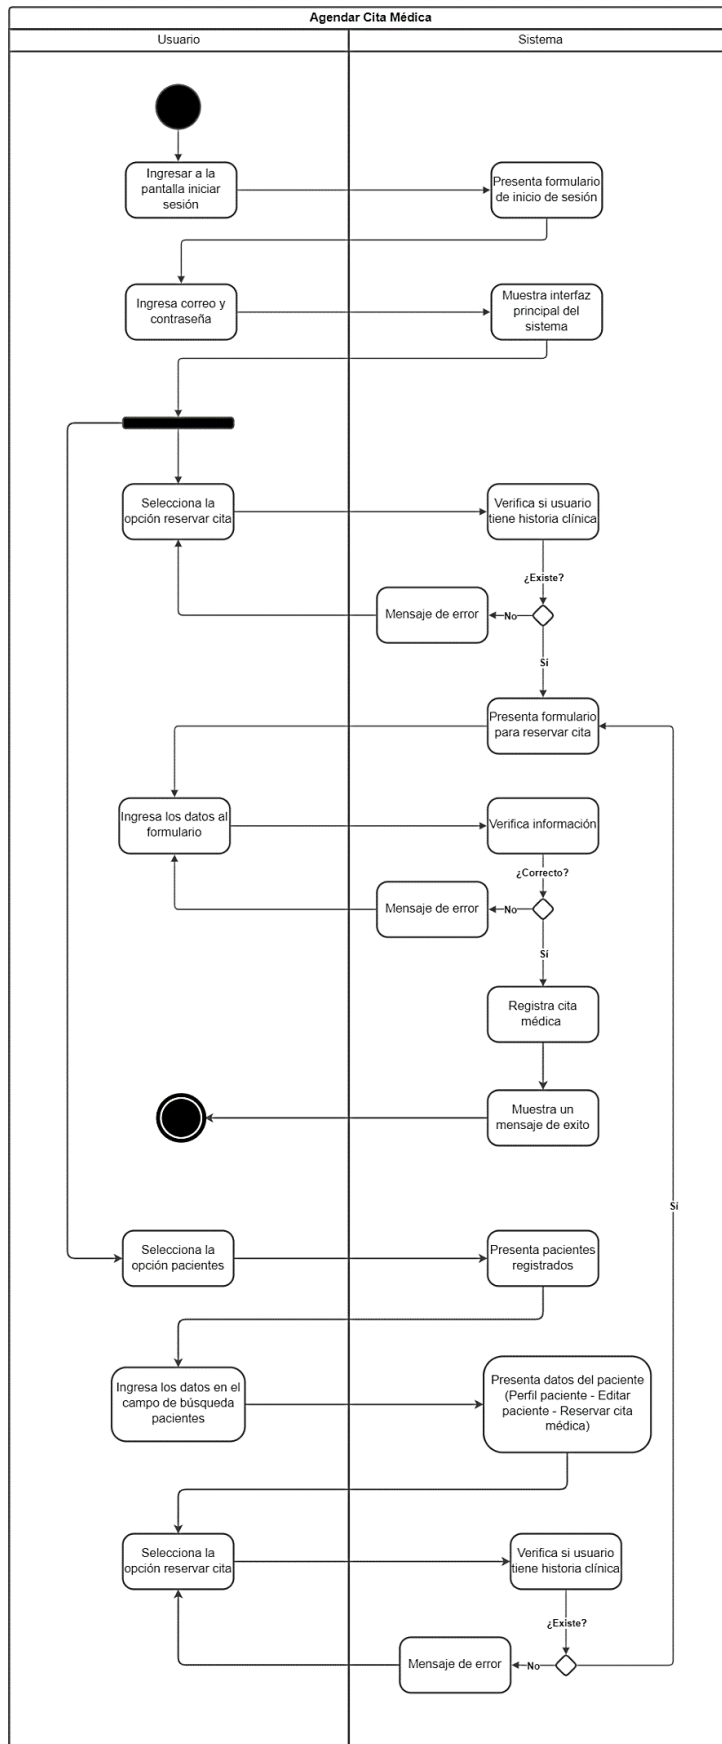 Agendar Cita Médica
Usuario
Sistema
Ingresar a la
pantalla iniciar
sesión
Presenta formulario
de inicio de sesión
Ingresa correo y
contraseña
Muestra interfaz
principal del
sistema
Selecciona la
opción reservar cita
Verifica si usuario
tiene historia clínica
¿Existe?
Mensaje de error
No
Sí
Presenta formulario
para reservar cita
Ingresa los datos al
formulario
Verifica información
¿Correcto?
Mensaje de error
No
Sí
Registra cita
médica
Muestra un
mensaje de exito
Sí
Selecciona la
opción pacientes
Presenta pacientes
registrados
Ingresa los datos en el
campo de búsqueda
pacientes
Presenta datos del paciente
(Perfil paciente - Editar
paciente - Reservar cita
médica)
Selecciona la
opción reservar cita
Verifica si usuario
tiene historia clínica
¿Existe?
Mensaje de error
No